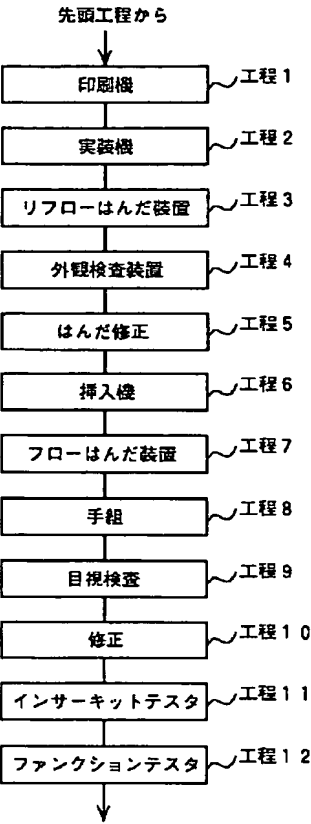 先頭工程から
印刷機 工程1
実装機 工程2
リフローはんだ装置 工程3
外観検査装置 工程4
はんだ修正 工程5
挿入機 工程6
フローはんだ装置 工程7
手組 工程8
目視検査 工程9
修正 工程10
インサーキットテスタ 工程11
ファンクションテスタ 工程12